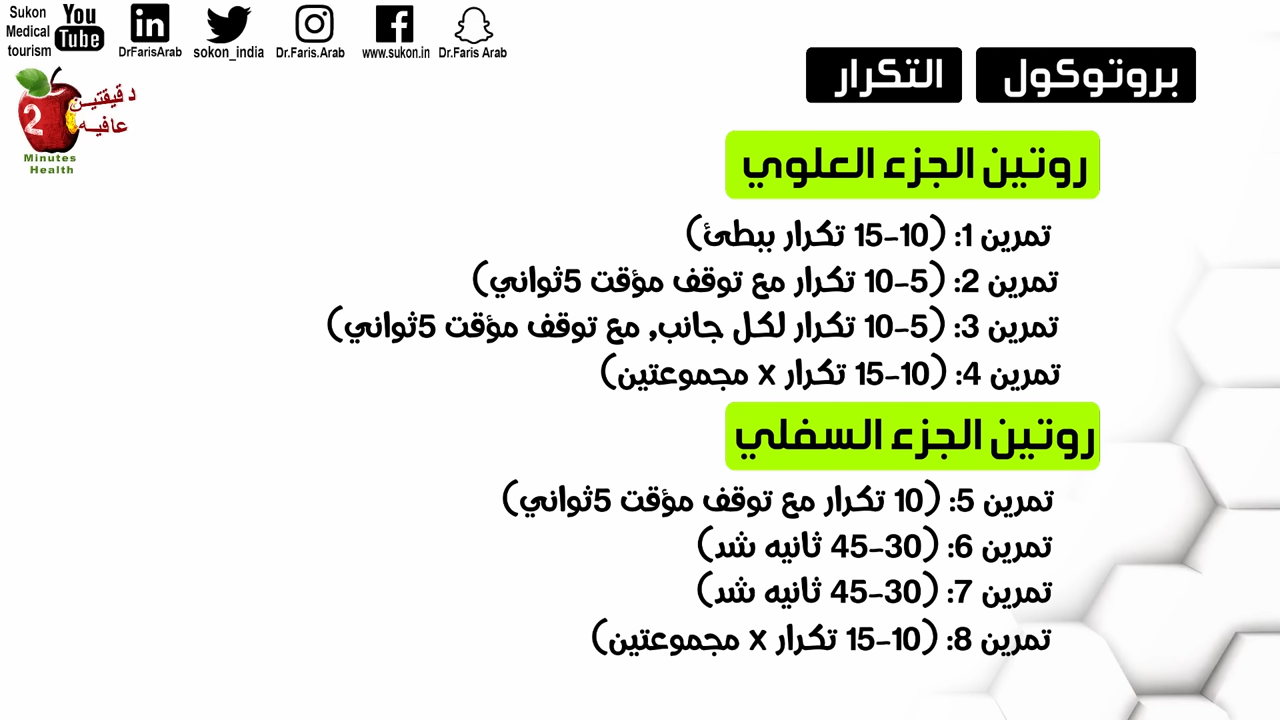 Sukon
Medical
tourism
You
Tube
in
DrFarisArab
sokon_india
Dr.Faris.Arab
www.sukon.in
Dr.Faris Arab
2
دقيقتين
عافيه
Minutes
Health
بروتوكول التكرار
روتين الجزء العلوي
تمرين 1: (10-15 تكرار ببطئ)
تمرين 2: (5-10 تكرار مع توقف مؤقت 5ثواني)
تمرين 3: (5-10 تكرار لكل جانب, مع توقف مؤقت 5ثواني)
تمرين 4: (10-15 تكرار x مجموعتين)
روتين الجزء السفلي
تمرين 5: (10 تكرار مع توقف مؤقت 5ثواني)
تمرين 6: (30-45 ثانيه شد)
تمرين 7: (30-45 ثانيه شد)
تمرين 8: (10-15 تكرار x مجموعتين)